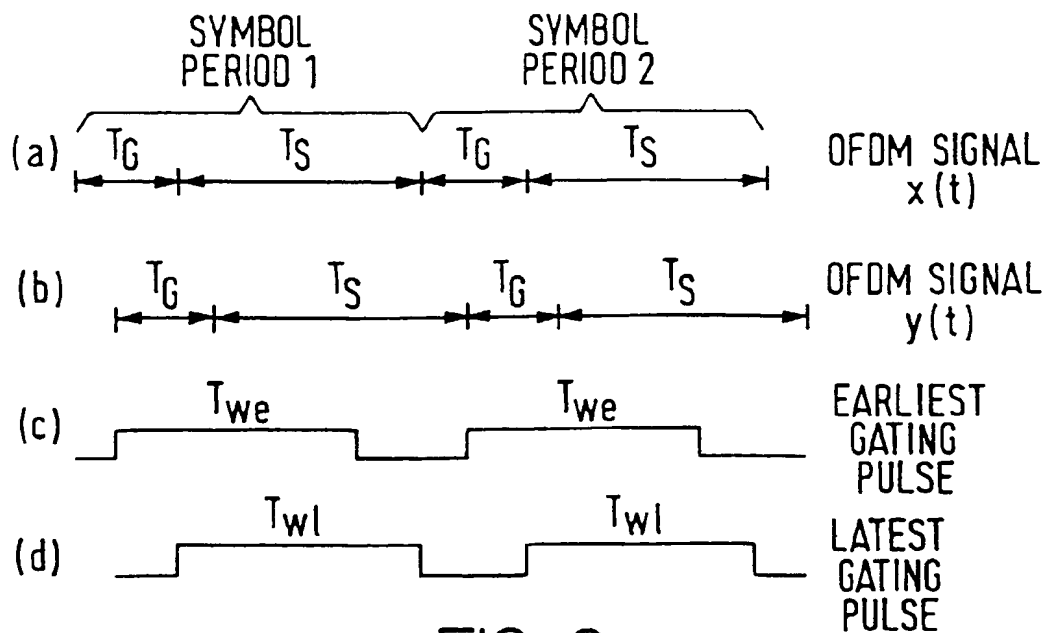 SYMBOL PERIOD 1
SYMBOL PERIOD 2
(a) TG TS TG TS OFDM SIGNAL x(t)
(b) TG TS TG TS OFDM SIGNAL y(t)
(c) Twe Twe EARLIEST GATING PULSE
(d) Twl Twl LATEST GATING PULSE